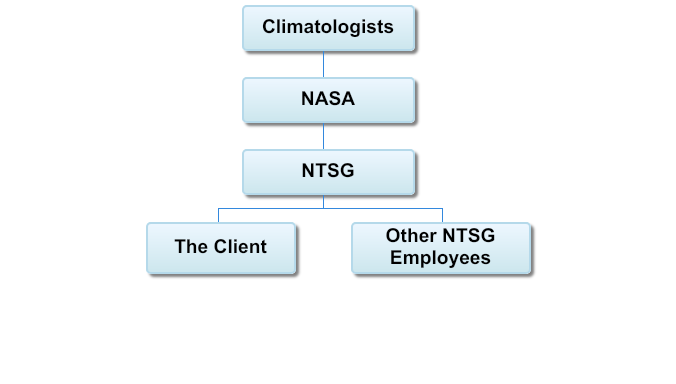 Climatologists
NASA
NTSG
The Client
Other NTSG
Employees